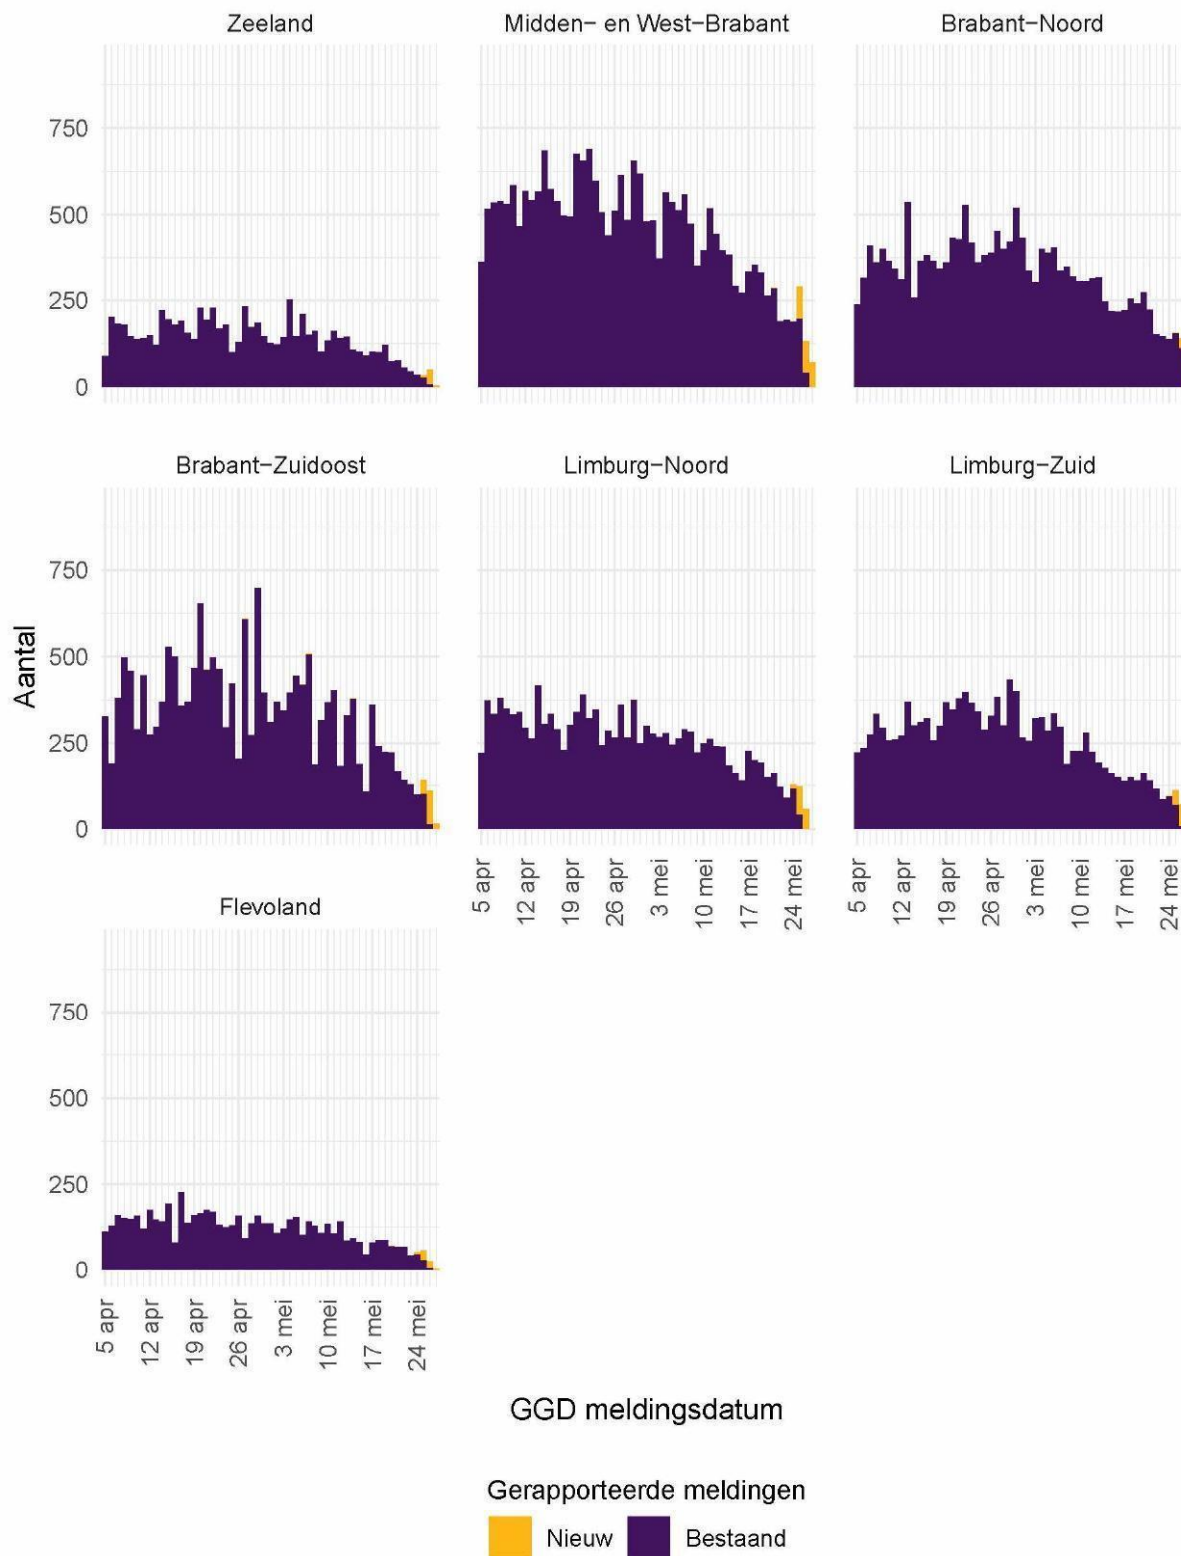 Zeeland
Midden- en West-Brabant
Brabant-Noord
750
500
250
0
Brabant-Zuidoost
Limburg-Noord
Limburg-Zuid
Aantal
750
500
250
0
5 apr
12 apr
19 apr
26 apr
3 mei
10 mei
17 mei
24 mei
5 apr
12 apr
19 apr
26 apr
3 mei
10 mei
17 mei
24 mei
Flevoland
750
500
250
0
5 apr
12 apr
19 apr
26 apr
3 mei
10 mei
17 mei
24 mei
GGD meldingsdatum
Gerapporteerde meldingen
Nieuw
Bestaand